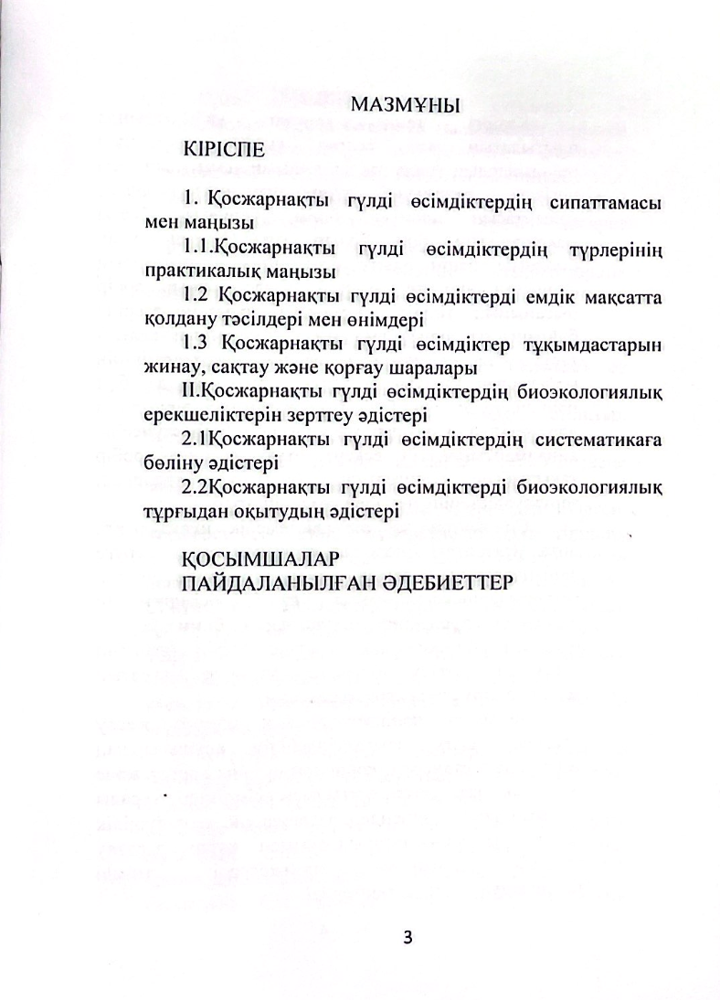 МАЗМҰНЫ
КІРІСПЕ
1. Қосжарнақты гүлді өсімдіктердің сипаттамасы
мен маңызы
1.1.Қосжарнақты гүлді өсімдіктердің түрлерінің
практикалық маңызы
1.2 Қосжарнақты гүлді өсімдіктерді емдік мақсатта
қолдану тәсілдері мен өнімдері
1.3 Қосжарнақты гүлді өсімдіктер тұқымдастарын
жинау, сақтау және қорғау шаралары
ІІ.Қосжарнақты гүлді өсімдіктердің биоэкологиялық
ерекшеліктерін зерттеу әдістері
2.1Қосжарнақты гүлді өсімдіктердің систематикаға
бөліну әдістері
2.2Қосжарнақты гүлді өсімдіктерді биоэкологиялық
тұрғыдан оқытудың әдістері
ҚОСЫМШАЛАР
ПАЙДАЛАНЫЛҒАН ӘДЕБИЕТТЕР
3